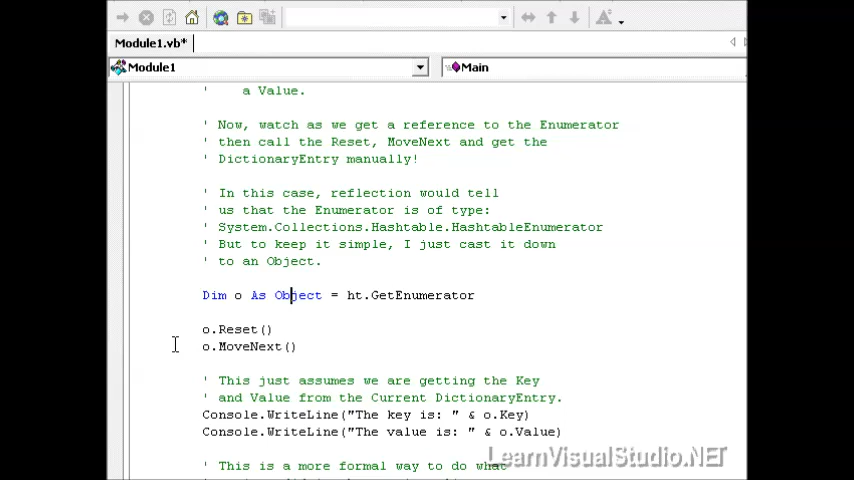 Module1.vb*
Module1
Main
' a Value.
' Now, watch as we get a reference to the Enumerator
' then call the Reset, MoveNext and get the
' DictionaryEntry manually!
' In this case, reflection would tell
' us that the Enumerator is of type:
' System.Collections.Hashtable.HashtableEnumerator
' But to keep it simple, I just cast it down
' to an Object.
Dim o As Object = ht.GetEnumerator
o.Reset()
o.MoveNext()
' This just assumes we are getting the Key
' and Value from the Current DictionaryEntry.
Console.WriteLine("The key is: " & o.Key)
Console.WriteLine("The value is: " & o.Value)
' This is a more formal way to do what
LearnVisualStudio.NET